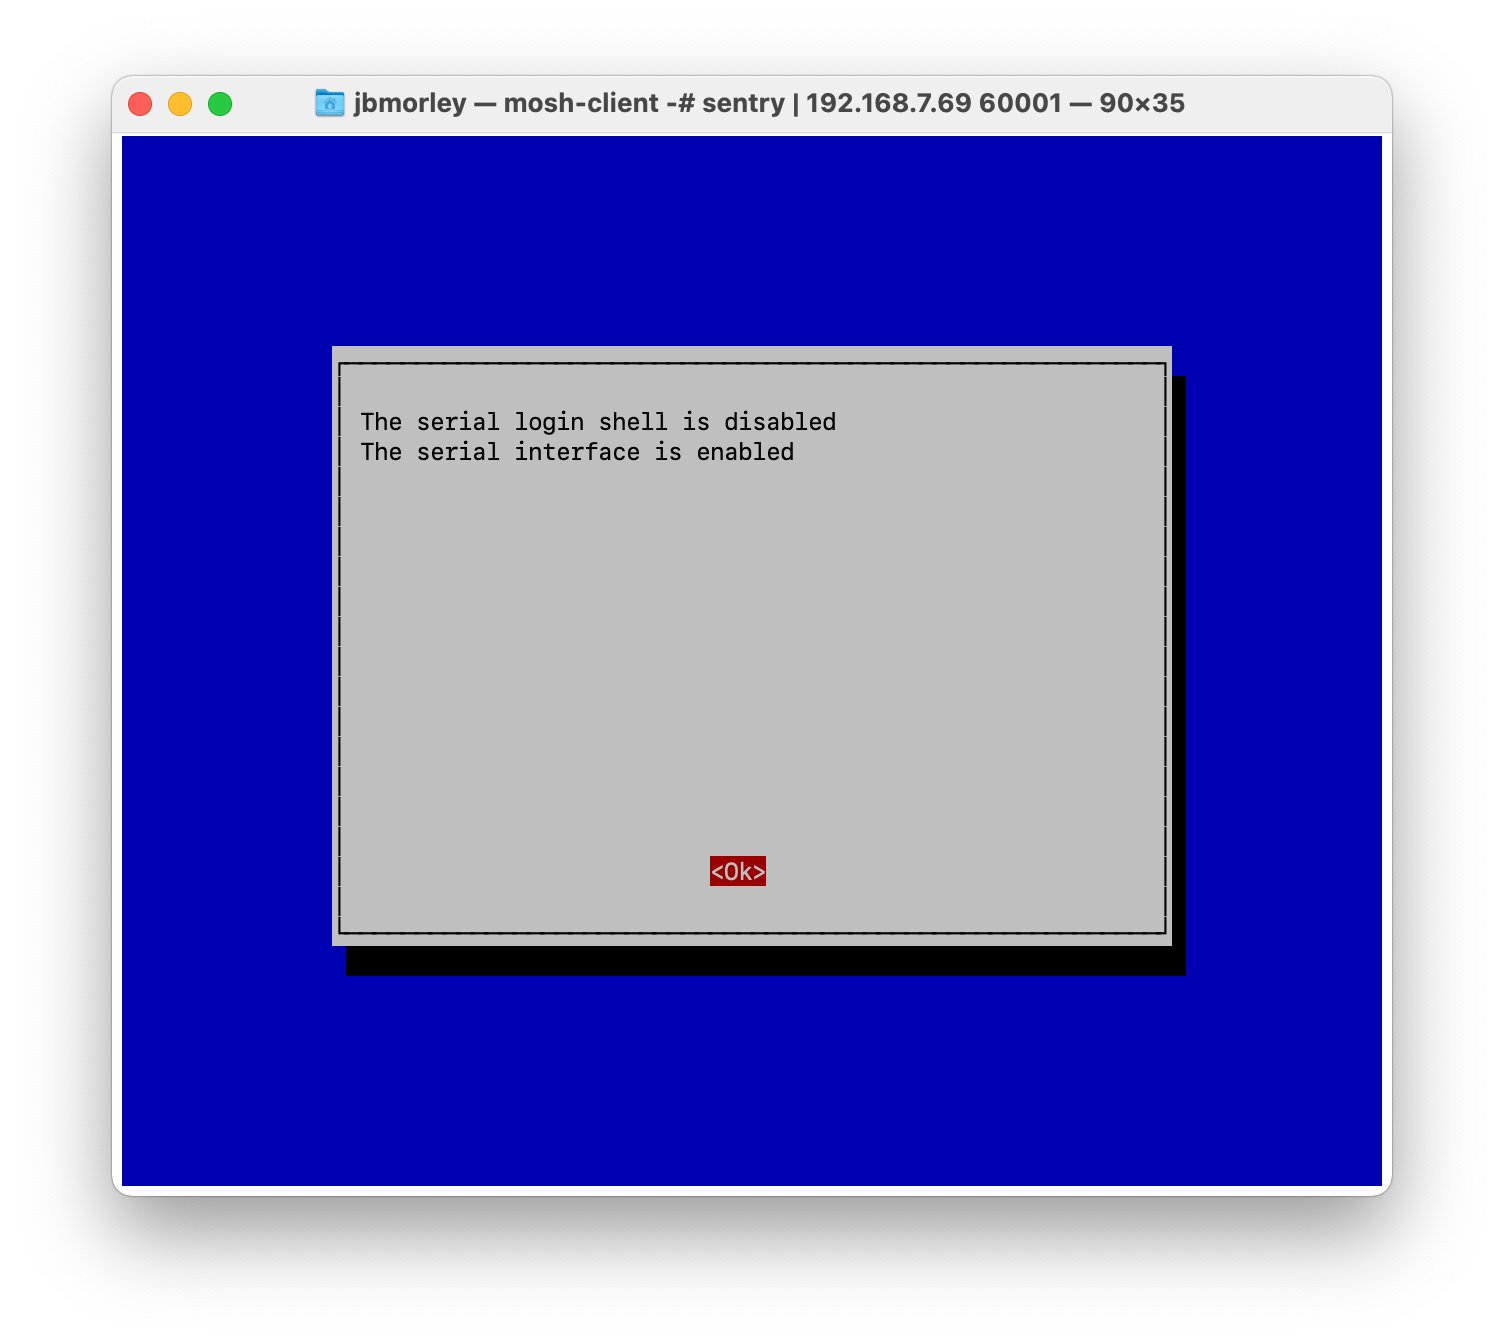 jbmorley — mosh-client -# sentry | 192.168.7.69 60001 — 90×35
The serial login shell is disabled
The serial interface is enabled
<Ok>